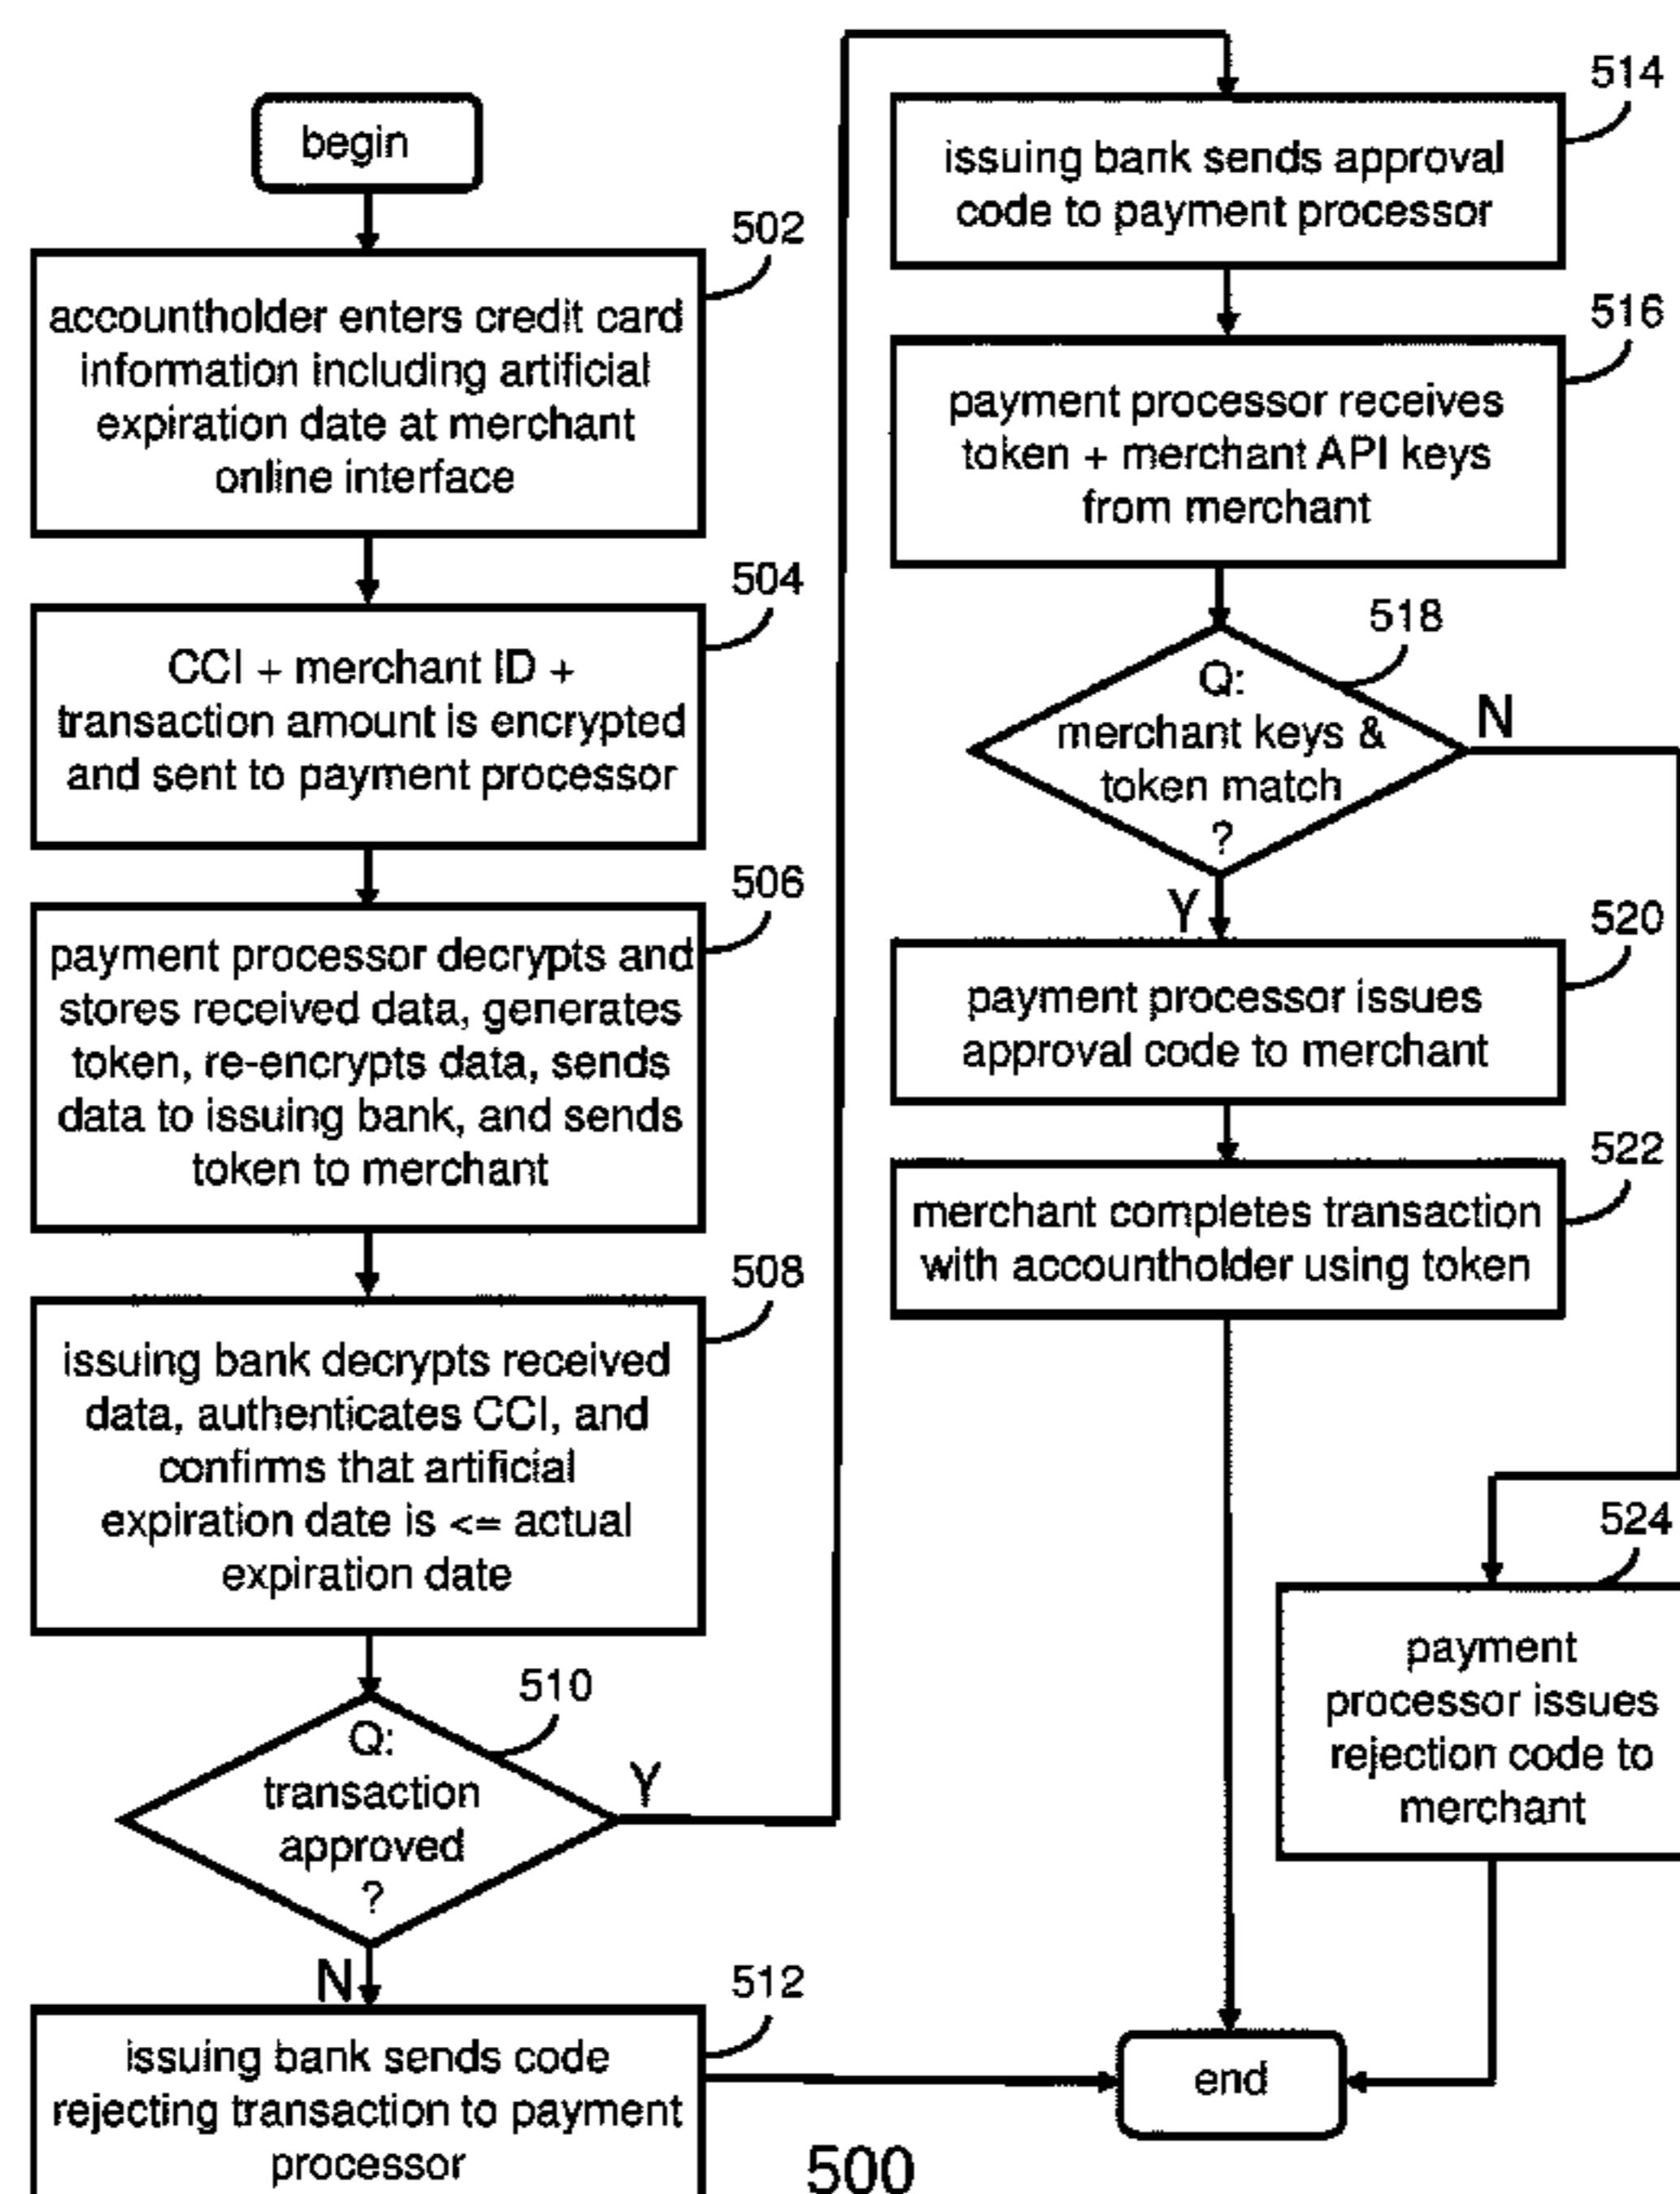 begin
502
accountholder enters credit card
information including artificial
expiration date at merchant
online interface
504
CCI + merchant ID +
transaction amount is encrypted
and sent to payment processor
506
payment processor decrypts and
stores received data, generates
token, re-encrypts data, sends
data to issuing bank, and sends
token to merchant
508
issuing bank decrypts received
data, authenticates CCI, and
confirms that artificial
expiration date is <= actual
expiration date
510
Q:
transaction
approved
?
Y
N
512
issuing bank sends code
rejecting transaction to payment
processor
514
issuing bank sends approval
code to payment processor
516
payment processor receives
token + merchant API keys
from merchant
518
Q:
merchant keys &
token match
?
N
Y
520
payment processor issues
approval code to merchant
522
merchant completes transaction
with accountholder using token
524
payment
processor issues
rejection code to
merchant
end
500